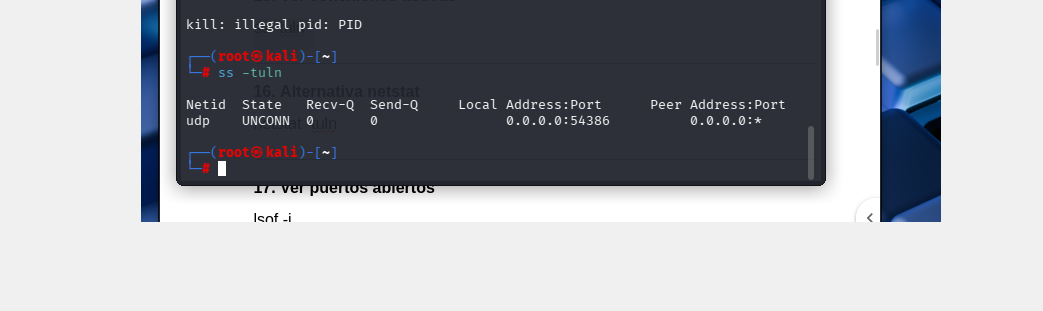 kill: illegal pid: PID
┌──(root㉿kali)-[~]
└─# ss -tuln
16. Alternativa netstat
Netid State Recv-Q Send-Q Local Address:Port Peer Address:Port
udp UNCONN 0 0 0.0.0.0:54386 0.0.0.0:*
┌──(root㉿kali)-[~]
└─#
17. Ver puertos abiertos
lsof -i